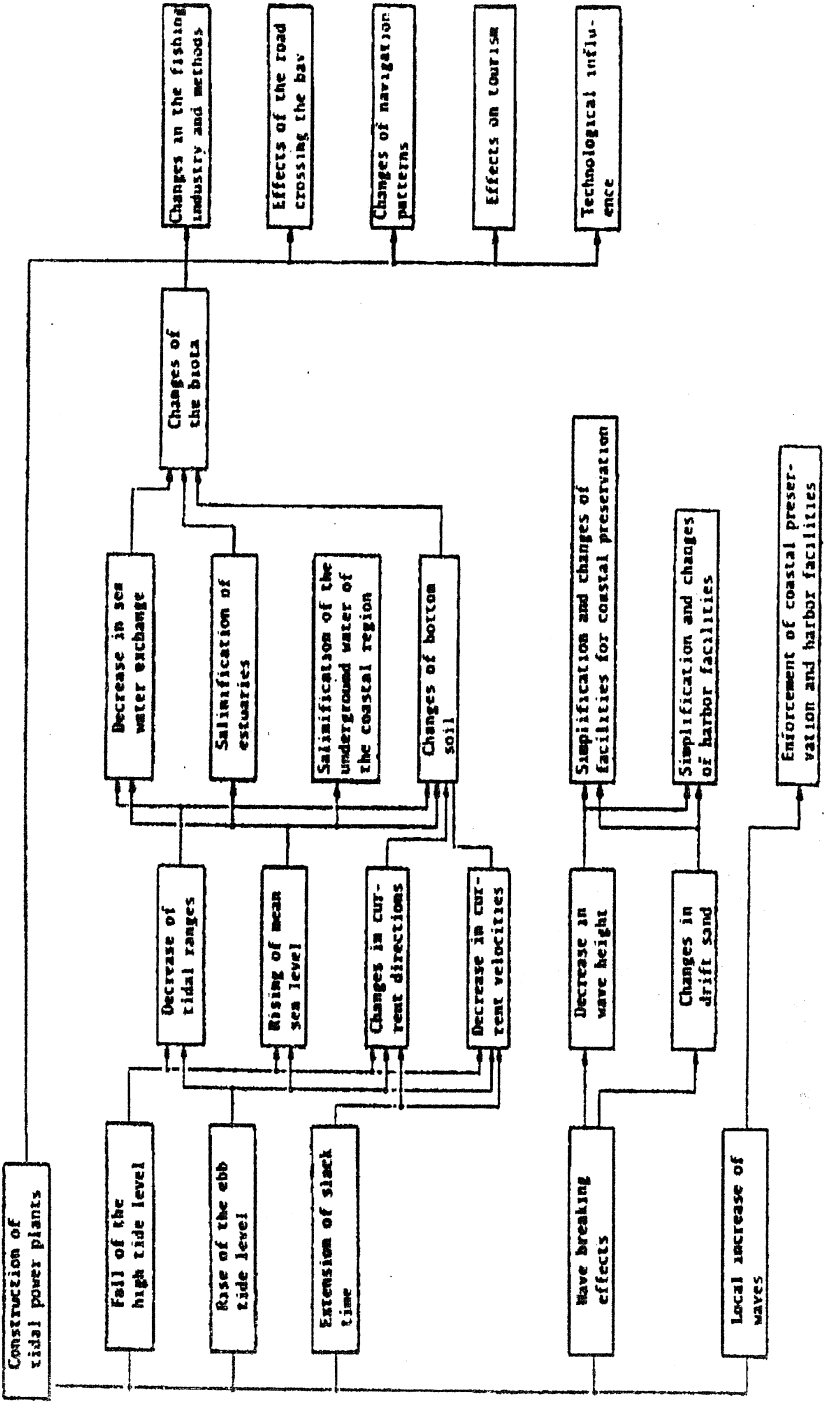 Construction of
tidal power plants
Fall of the
high tide level
Rise of the ebb
tide level
Extension of slack
time
Wave breaking
effects
Local increase of
waves
Decrease of
tidal ranges
Rising of mean
sea level
Changes in cur-
rent directions
Decrease in cur-
rent velocities
Decrease in
wave height
Changes in
drift sand
Decrease in sea
water exchange
Salinification of
estuaries
Salinification of the
underground water of
the coastal region
Changes of bottom
soil
Simplification and changes of
facilities for coastal preservation
Simplification and changes
of harbor facilities
Enforcement of coastal preser-
vation and harbor facilities
Changes of
the biota
Changes in the fishing
industry and methods
Effects of the road
crossing the bay
Changes of navigation
patterns
Effects on tourism
Technological influ-
ence